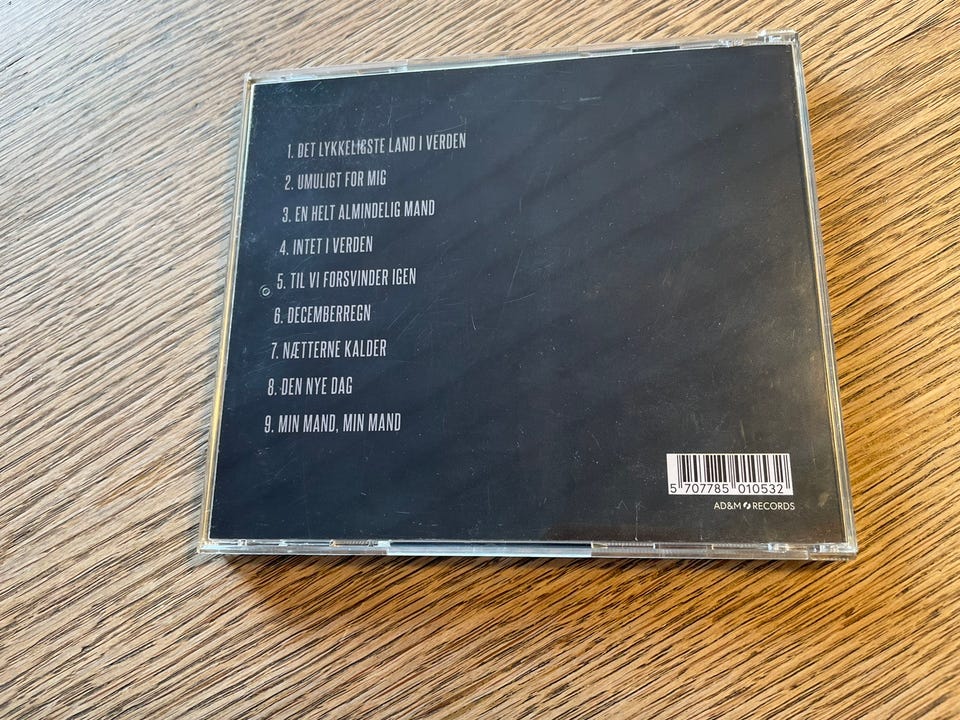 1. DET LYKKELIGSTE LAND I VERDEN
2. UMULIGT FOR MIG
3. EN HELT ALMINDELIG MAND
4. INTET I VERDEN
5. TIL VI FORSVINDER IGEN
6. DECEMBERREGN
7. NÆTTERNE KALDER
8. DEN NYE DAG
9. MIN MAND, MIN MAND
5 707785 010532
AD&M RECORDS